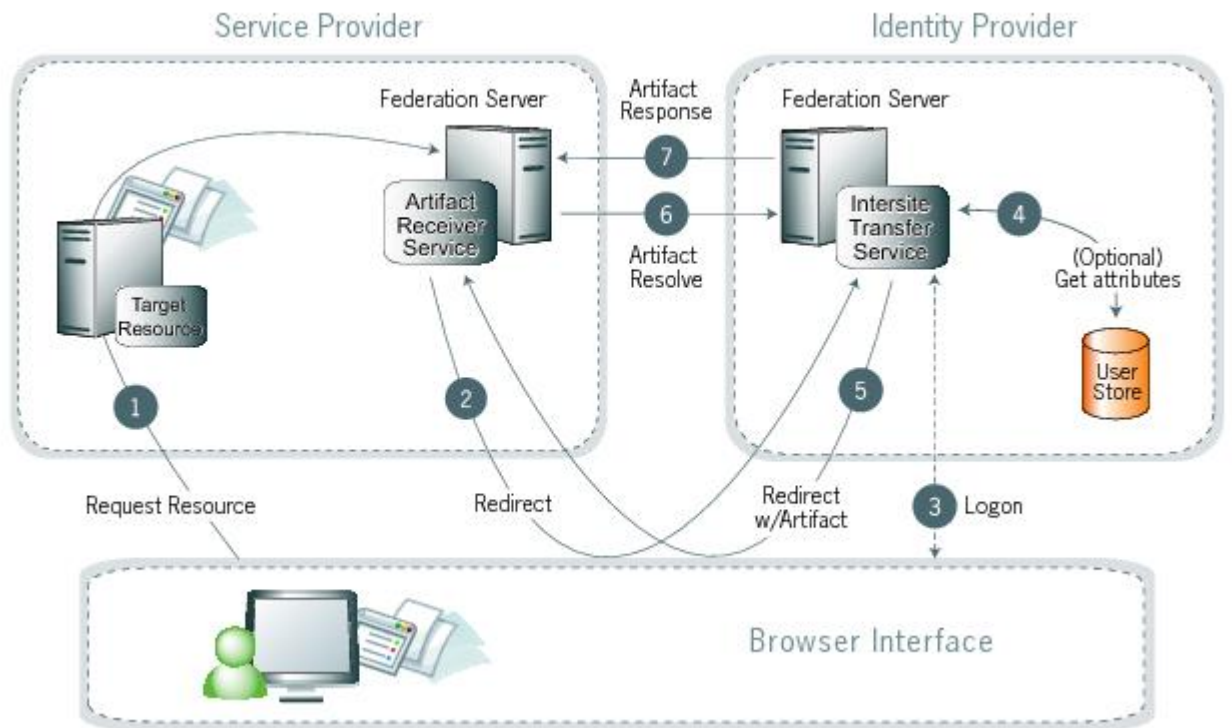 Service Provider
Identity Provider
Federation Server
Artifact
Response
Federation Server
7
Artifact
Receiver
Service
6
Artifact
Resolve
Intersite
Transfer
Service
4
(Optional)
Get attributes
Target
Resource
User
Store
1
2
5
Request Resource
Redirect
Redirect
w/Artifact
3
Logon
Browser Interface